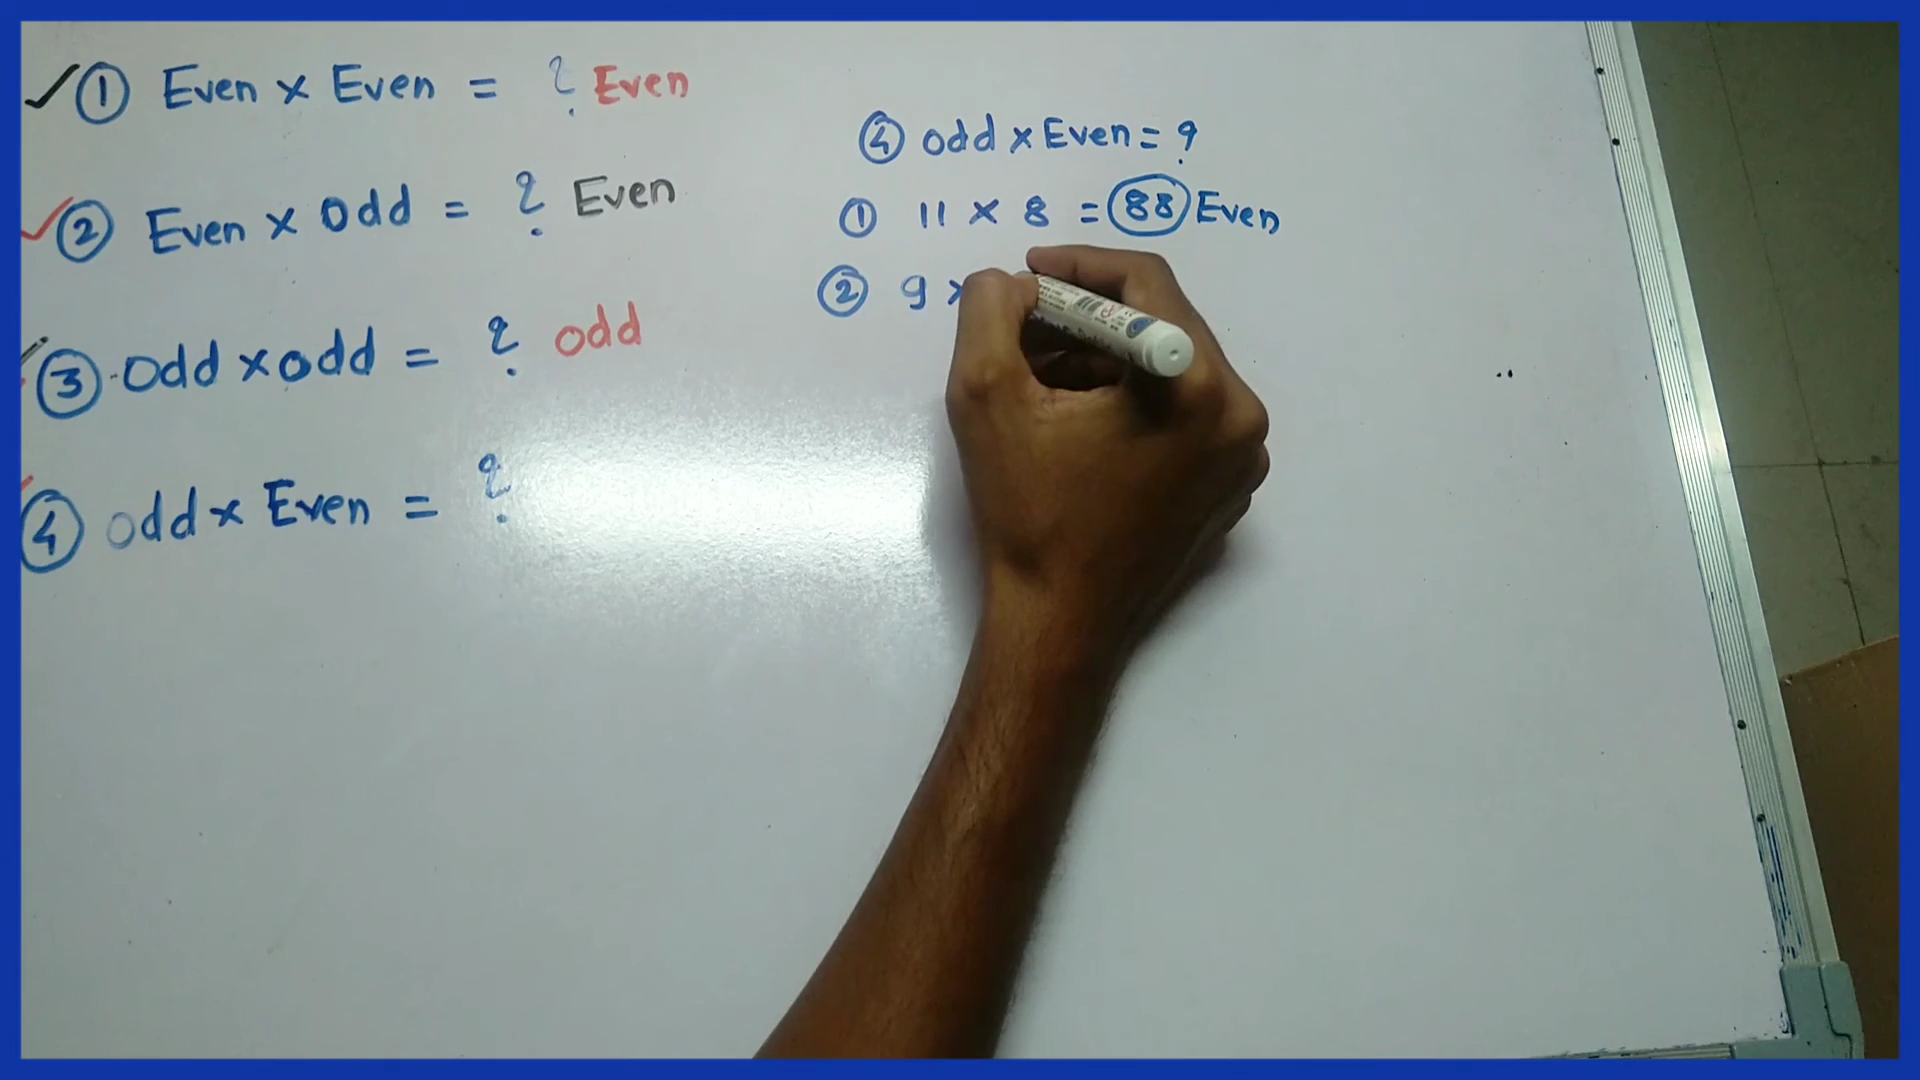 ① Even x Even = ? Even
② Even x Odd = ? Even
③ Odd x odd = ? odd
④ odd x Even = ?
④ odd x Even = ?
① 11 x 8 = 88 Even
② 9 x